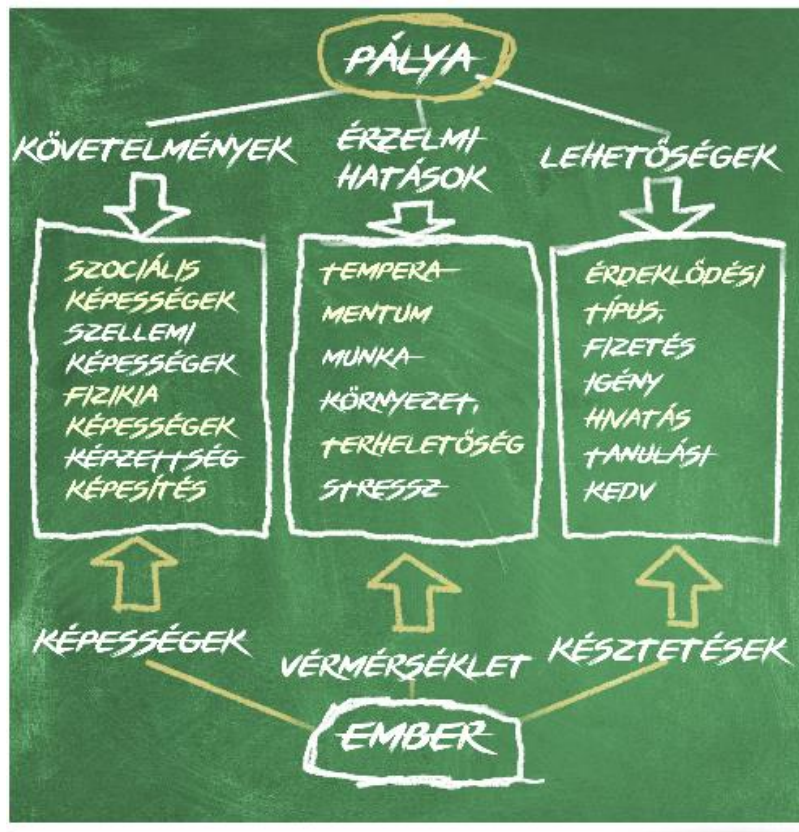 PÁLYA
KÖVETELMÉNYEK
ÉRZELMI
HATÁSOK
LEHETŐSÉGEK
SZOCIÁLIS
KÉPESSÉGEK
SZELLEMI
KÉPESSÉGEK
FIZIKIA
KÉPESSÉGEK
KÉPZETTSÉG
KÉPESÍTÉS
TEMPERA
MENTUM
MUNKA
KÖRNYEZET,
TERHELETŐSÉG
STRESSZ
ÉRDEKLŐDÉSI
TÍPUS,
FIZETÉS
IGÉNY
HIVATÁS
TANULÁSI
KEDV
KÉPESSÉGEK
VÉRMÉRSÉKLET
KÉSZTETÉSEK
EMBER